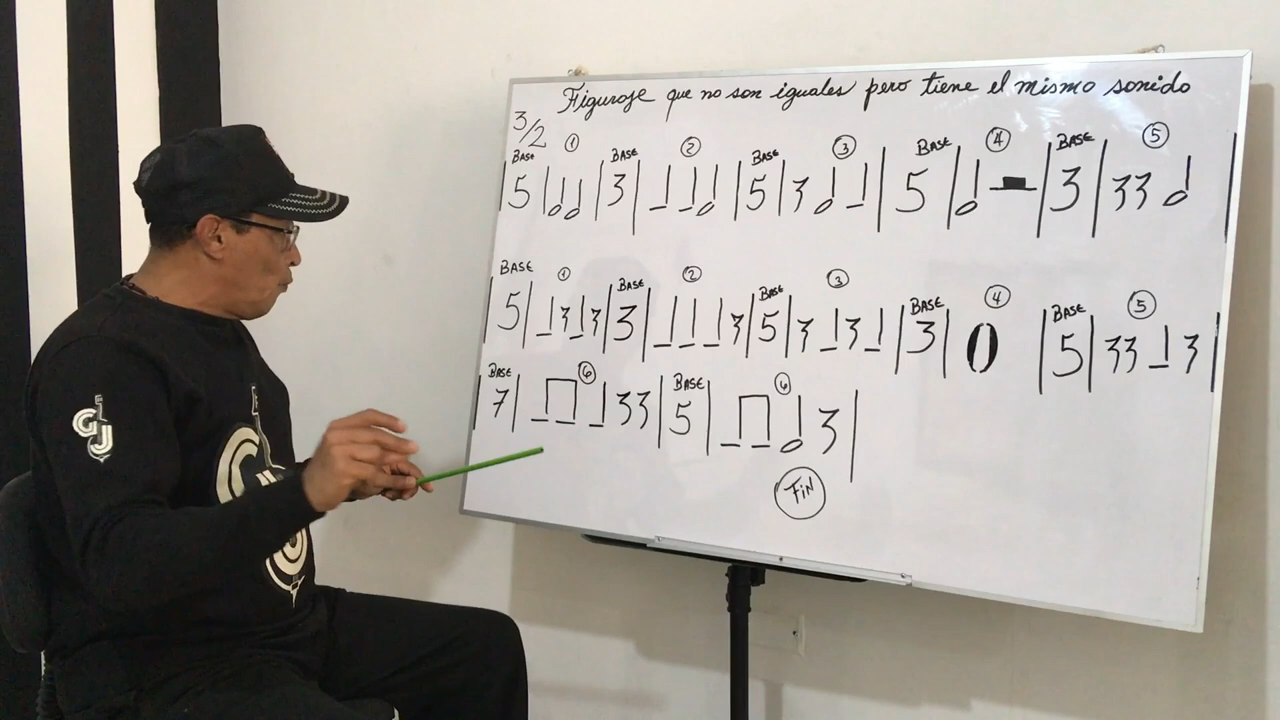 Figuraje que no son iguales pero tiene el mismo sonido
3/2
① ② ③ ④ ⑤
BASE BASE BASE BASE BASE
5 3 5 3 5 3 33
① ② ③ ④ ⑤
BASE BASE BASE BASE BASE
5 3 3 3 3 5 3 3 3 5 33 3
BASE ⑥ BASE ⑥
7 33 5 3
FIN
GJ